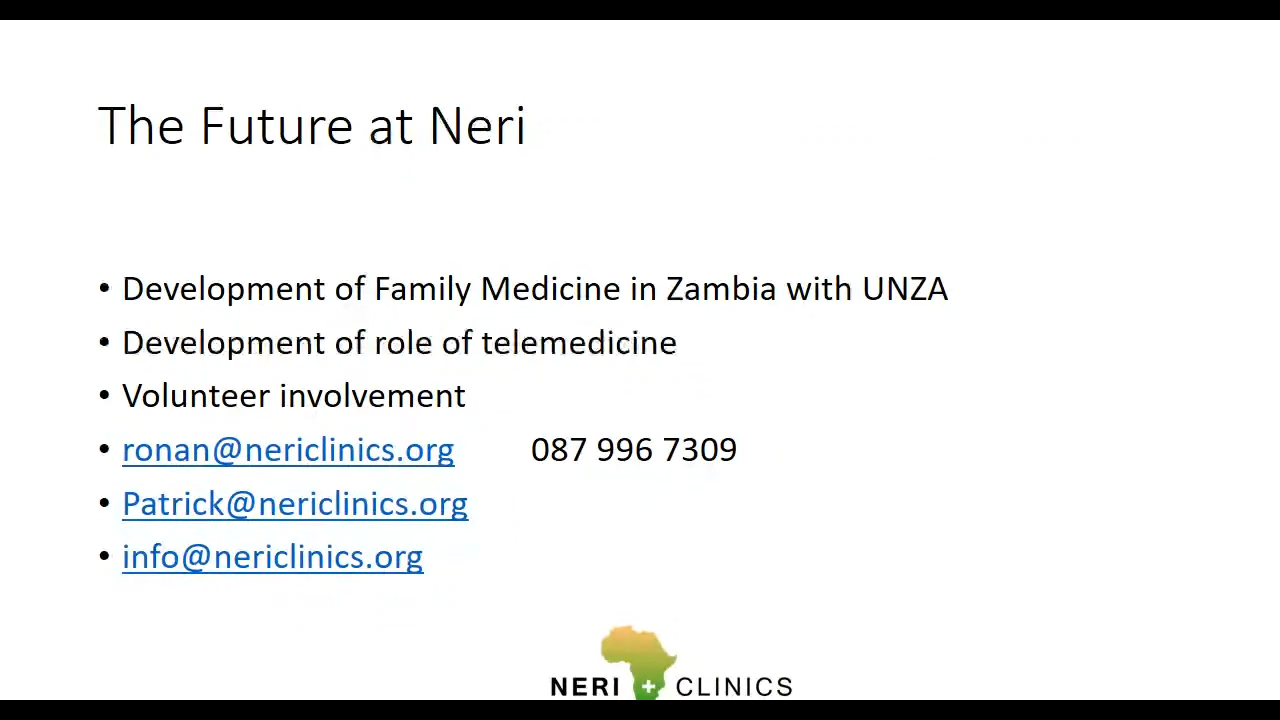 The Future at Neri
• Development of Family Medicine in Zambia with UNZA
• Development of role of telemedicine
• Volunteer involvement
• ronan@nericlinics.org 087 996 7309
• Patrick@nericlinics.org
• info@nericlinics.org
NERI + CLINICS